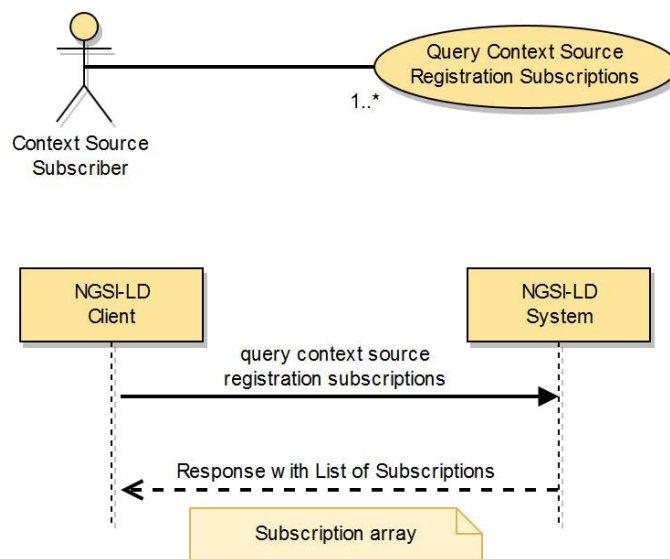 Query Context Source
Registration Subscriptions
1..*
Context Source
Subscriber
NGSI-LD
Client
NGSI-LD
System
query context source
registration subscriptions
Response with List of Subscriptions
Subscription array